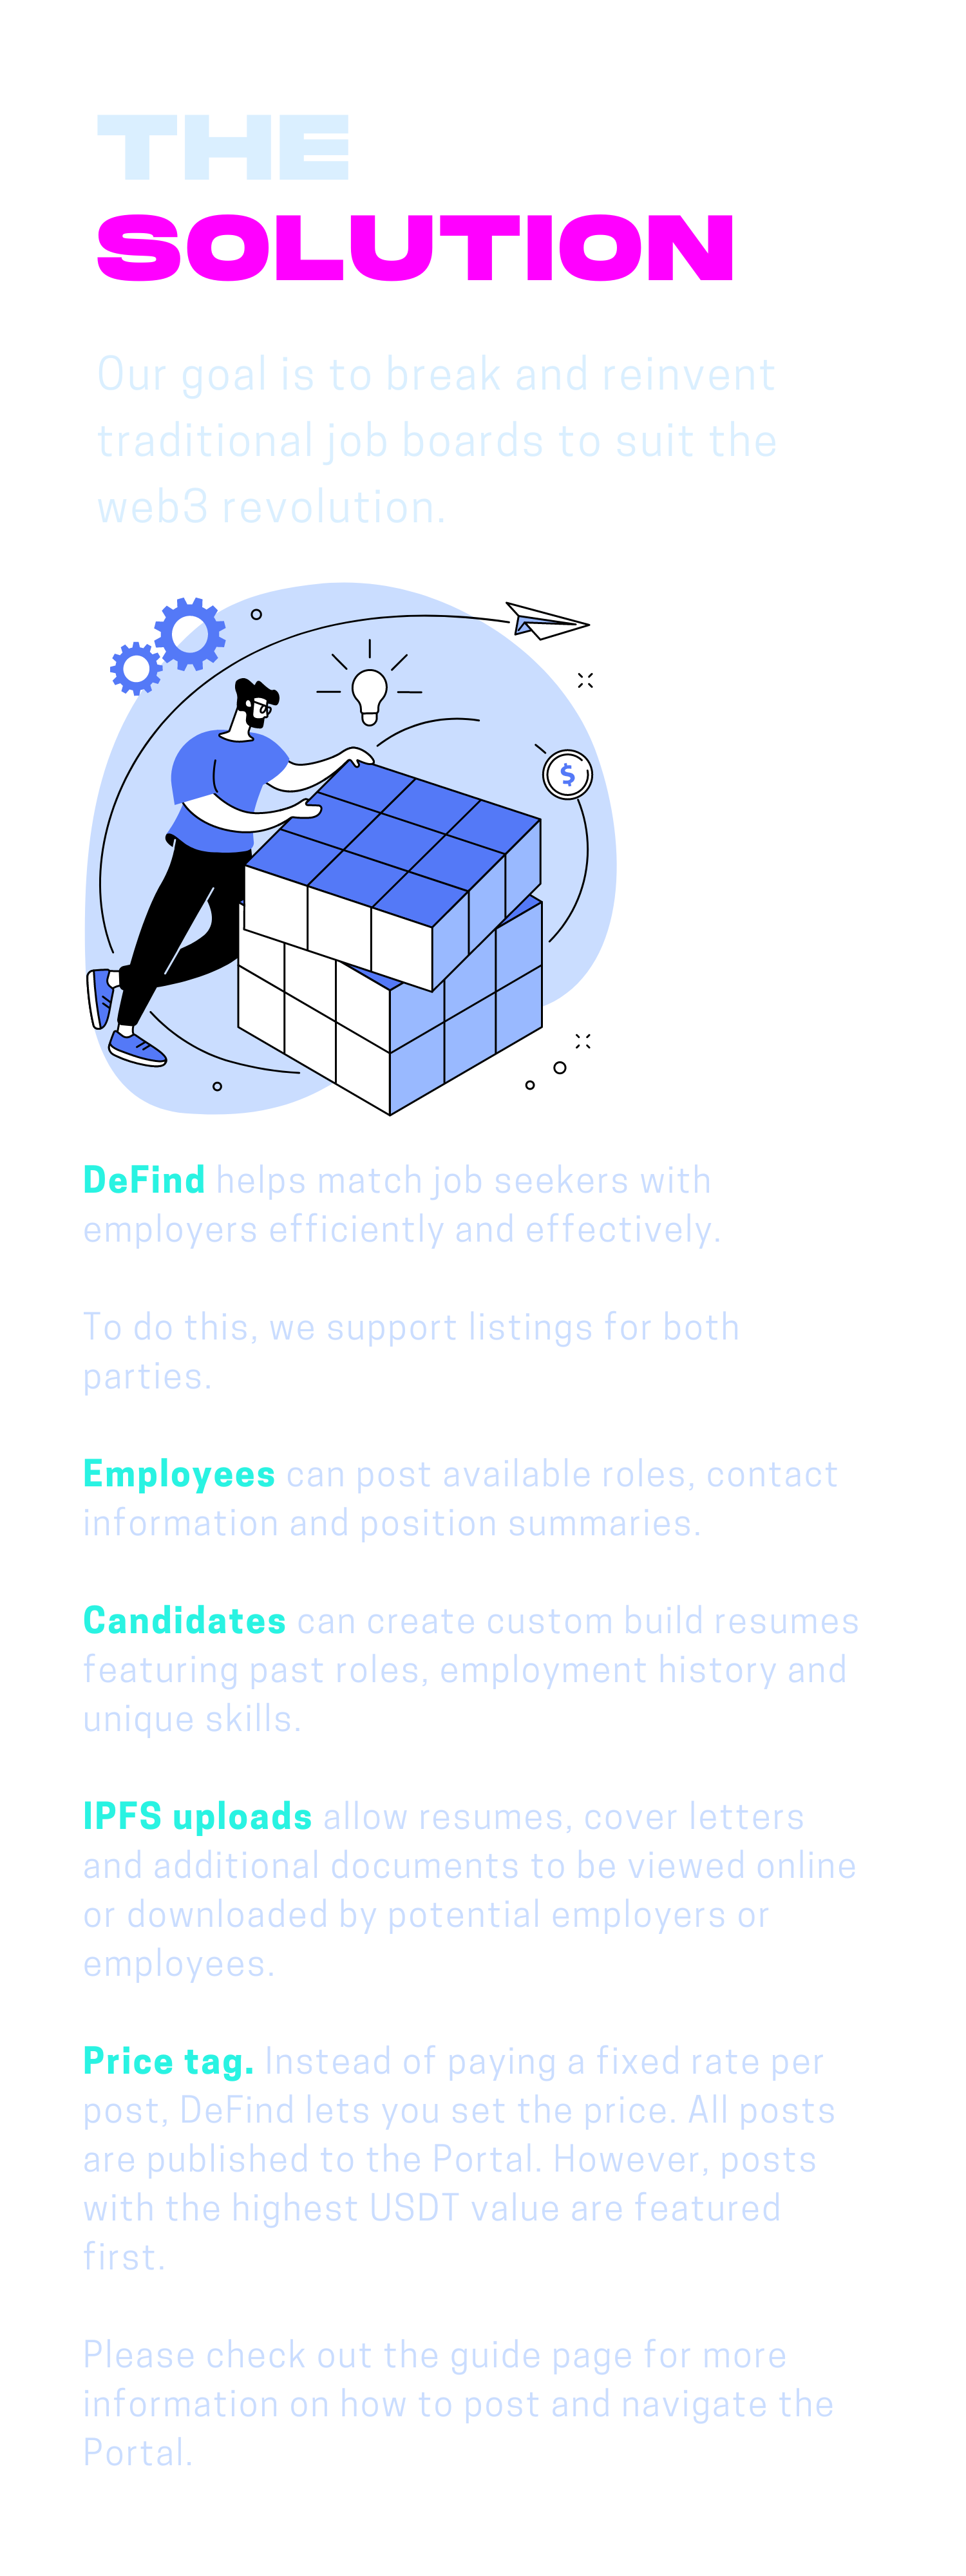 THE
SOLUTION
Our goal is to break and reinvent
traditional job boards to suit the
web3 revolution.
$
DeFind helps match job seekers with
employers efficiently and effectively.
To do this, we support listings for both
parties.
Employees can post available roles, contact
information and position summaries.
Candidates can create custom build resumes
featuring past roles, employment history and
unique skills.
IPFS uploads allow resumes, cover letters
and additional documents to be viewed online
or downloaded by potential employers or
employees.
Price tag. Instead of paying a fixed rate per
post, DeFind lets you set the price. All posts
are published to the Portal. However, posts
with the highest USDT value are featured
first.
Please check out the guide page for more
information on how to post and navigate the
Portal.